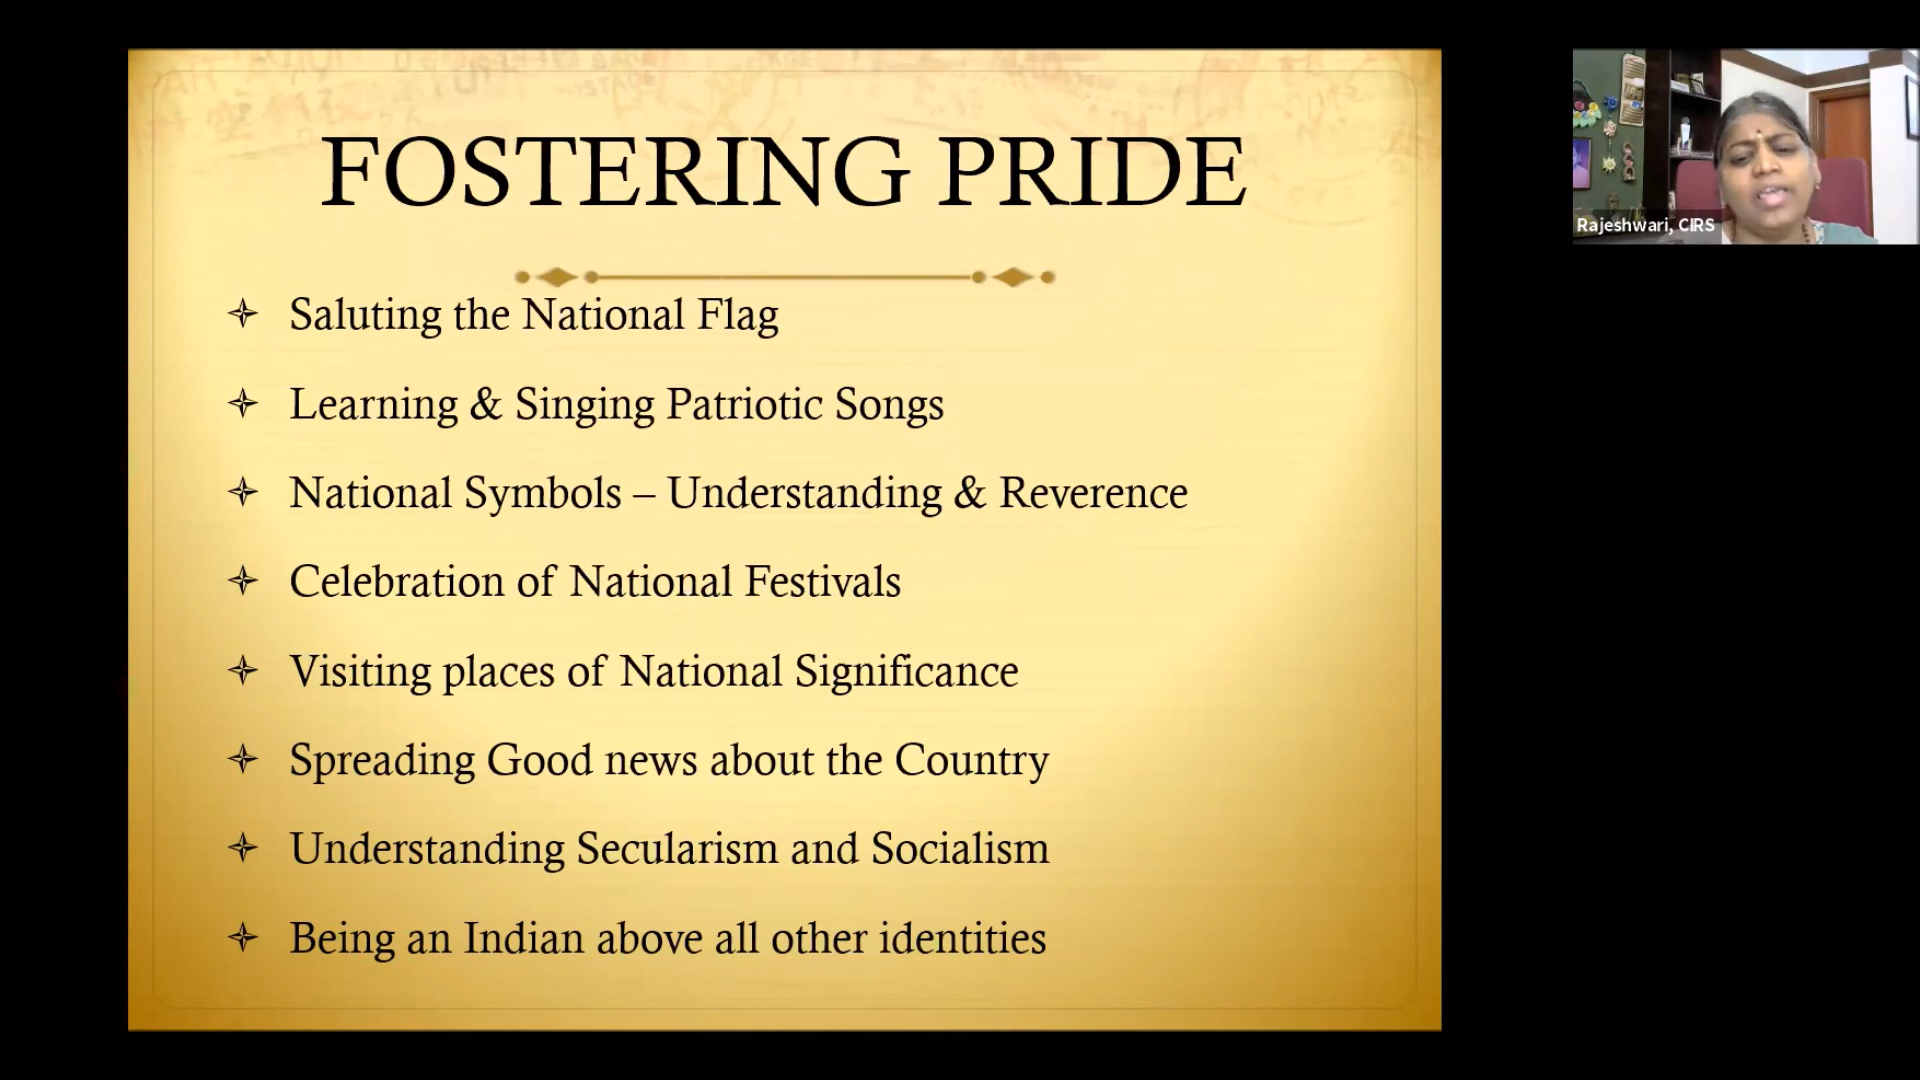 FOSTERING PRIDE
Saluting the National Flag
Learning & Singing Patriotic Songs
National Symbols – Understanding & Reverence
Celebration of National Festivals
Visiting places of National Significance
Spreading Good news about the Country
Understanding Secularism and Socialism
Being an Indian above all other identities
Rajeshwari, CIRS